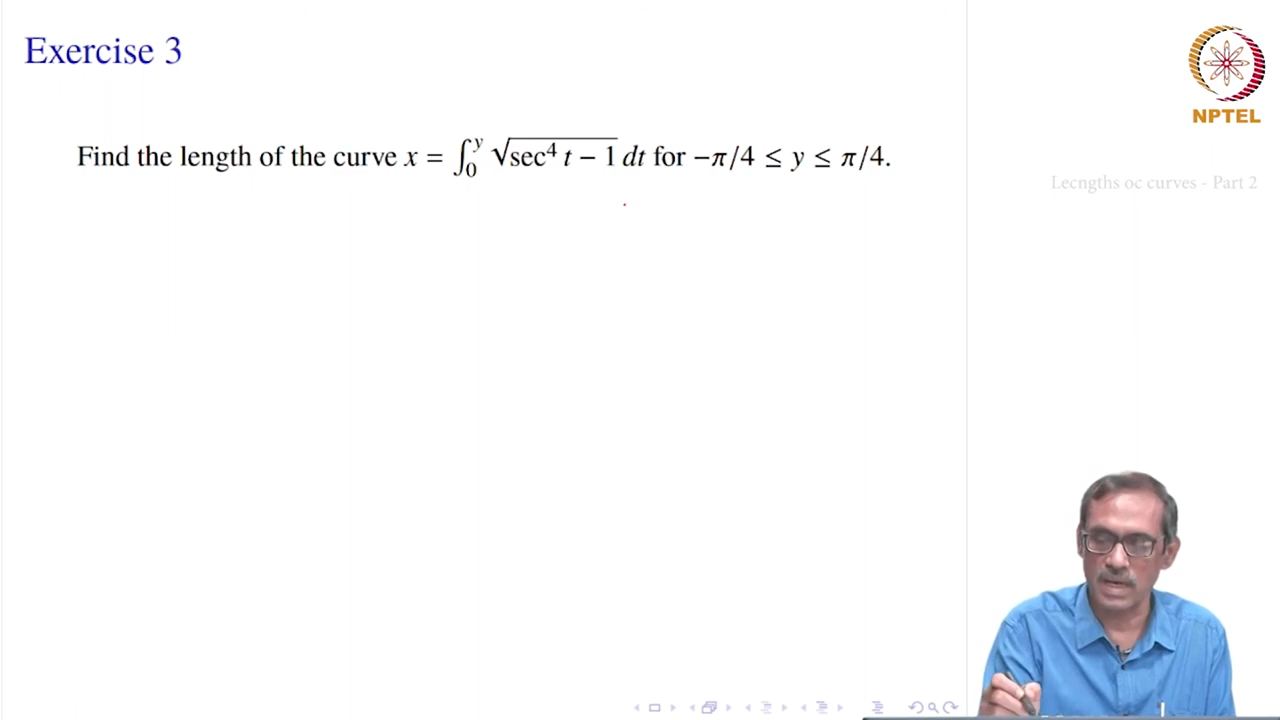 Exercise 3
NPTEL
Find the length of the curve x = ∫₀ʸ √(sec⁴ t − 1) dt for −π/4 ≤ y ≤ π/4.
Lecngths oc curves - Part 2